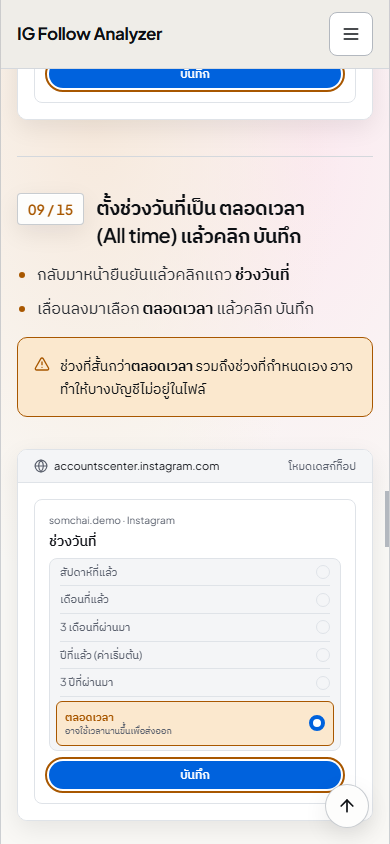 IG Follow Analyzer
บันทึก
09 / 15
ตั้งช่วงวันที่เป็น ตลอดเวลา
(All time) แล้วคลิก บันทึก
กลับมาหน้ายืนยันแล้วคลิกแถว ช่วงวันที่
เลื่อนลงมาเลือก ตลอดเวลา แล้วคลิก บันทึก
ช่วงที่สั้นกว่าตลอดเวลา รวมถึงช่วงที่กำหนดเอง อาจ
ทำให้บางบัญชีไม่อยู่ในไฟล์
accountscenter.instagram.com
โหมดเดสก์ท็อป
somchai.demo · Instagram
ช่วงวันที่
สัปดาห์ที่แล้ว
เดือนที่แล้ว
3 เดือนที่ผ่านมา
ปีที่แล้ว (ค่าเริ่มต้น)
3 ปีที่ผ่านมา
ตลอดเวลา
อาจใช้เวลานานขึ้นเพื่อส่งออก
บันทึก